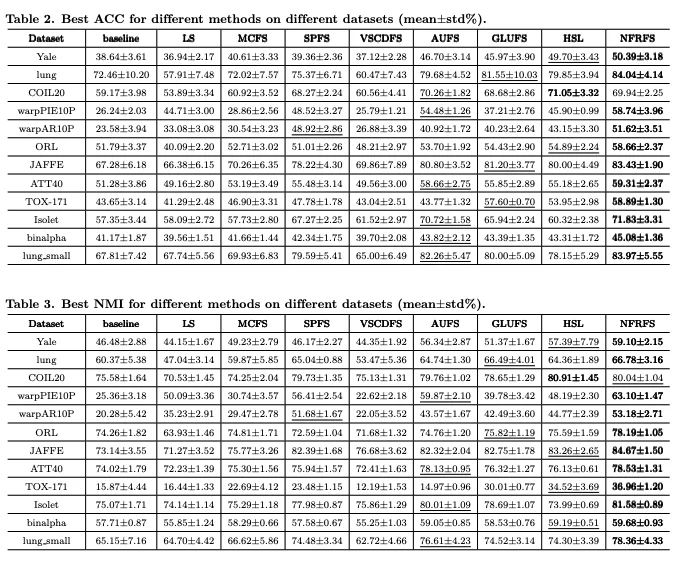 Table 2. Best ACC for different methods on different datasets (mean±std%).
Dataset baseline LS MCFS SPFS VSCDFS AUFS GLUFS HSL NFRFS
Yale 38.64±3.61 36.94±2.17 40.61±3.33 39.36±2.36 37.12±2.28 46.70±3.14 45.97±3.90 49.70±3.43 50.39±3.18
lung 72.46±10.20 57.91±7.48 72.02±7.57 75.37±6.71 60.47±7.43 79.68±4.52 81.55±10.03 79.85±3.94 84.04±4.14
COIL20 59.17±3.98 53.89±3.34 60.92±3.52 68.27±2.24 60.56±4.41 70.26±1.82 68.68±2.86 71.05±3.32 69.94±2.25
warpPIE10P 26.24±2.03 44.71±3.00 28.86±2.56 48.52±3.27 25.79±1.21 54.48±1.26 37.21±2.76 45.90±0.99 58.74±3.96
warpAR10P 23.58±3.94 33.08±3.08 30.54±3.23 48.92±2.86 26.88±3.39 40.92±1.72 40.23±2.64 43.15±3.30 51.62±3.51
ORL 51.79±3.37 40.09±2.20 52.71±3.02 51.01±2.26 48.21±2.97 53.70±1.92 54.43±2.90 54.89±2.24 58.66±2.37
JAFFE 67.28±6.18 66.38±6.15 70.26±6.35 78.22±4.30 69.86±7.89 80.80±3.52 81.20±3.77 80.00±4.49 83.43±1.90
ATT40 51.28±3.86 49.16±2.80 53.19±3.49 55.48±3.14 49.56±3.00 58.66±2.75 55.85±2.89 55.18±2.65 59.31±2.37
TOX-171 43.65±3.14 41.29±2.48 46.90±3.31 47.78±1.78 43.04±2.51 43.77±1.32 57.60±0.70 53.95±2.98 58.89±1.30
Isolet 57.35±3.44 58.09±2.72 57.73±2.80 67.27±2.25 61.52±2.97 70.72±1.58 65.94±2.24 60.32±2.38 71.83±3.31
binalpha 41.17±1.87 39.56±1.51 41.66±1.44 42.34±1.75 39.70±2.08 43.82±2.12 43.39±1.35 43.31±1.72 45.08±1.36
lung_small 67.81±7.42 67.74±5.56 69.93±6.83 79.59±5.41 65.00±6.49 82.26±5.47 80.00±5.09 78.15±5.29 83.97±5.55
Table 3. Best NMI for different methods on different datasets (mean±std%).
Dataset baseline LS MCFS SPFS VSCDFS AUFS GLUFS HSL NFRFS
Yale 46.48±2.88 44.15±1.67 49.23±2.79 46.17±2.27 44.35±1.92 56.34±2.87 51.37±1.67 57.39±7.79 59.10±2.15
lung 60.37±5.38 47.04±3.14 59.87±5.85 65.04±0.88 53.47±5.36 64.74±1.30 66.49±4.01 64.36±1.89 66.78±3.16
COIL20 75.58±1.64 70.53±1.45 74.25±2.04 79.73±1.35 75.13±1.31 79.76±1.02 78.65±1.29 80.91±1.45 80.04±1.04
warpPIE10P 25.36±3.18 50.09±3.36 30.74±3.57 56.41±2.54 22.62±2.18 59.87±2.10 39.78±3.42 48.19±2.30 63.10±1.47
warpAR10P 20.28±5.42 35.23±2.91 29.47±2.78 51.68±1.67 22.05±3.52 43.57±1.67 42.49±3.60 44.77±2.39 53.18±2.71
ORL 74.26±1.82 63.93±1.46 74.81±1.71 72.59±1.04 71.68±1.32 74.76±1.20 75.82±1.19 75.59±1.59 78.19±1.05
JAFFE 73.14±3.55 71.27±3.52 75.77±3.26 82.39±1.68 76.68±3.62 82.32±2.04 82.75±1.78 83.26±2.65 84.67±1.50
ATT40 74.02±1.79 72.23±1.39 75.30±1.56 75.94±1.57 72.41±1.63 78.13±0.95 76.32±1.27 76.13±0.61 78.53±1.31
TOX-171 15.87±4.44 16.44±1.33 22.69±4.12 23.48±1.15 12.19±1.53 14.97±0.96 30.01±0.77 34.52±3.69 36.96±1.20
Isolet 75.07±1.71 74.14±1.14 75.29±1.18 77.98±0.87 75.86±1.29 80.01±1.09 78.69±1.07 73.99±0.69 81.58±0.89
binalpha 57.71±0.87 55.85±1.24 58.29±0.66 57.58±0.67 55.25±1.03 59.05±0.85 58.53±0.76 59.19±0.51 59.68±0.93
lung_small 65.15±7.16 64.70±4.42 66.62±5.86 74.48±3.34 62.72±4.66 76.61±4.23 74.52±3.14 74.30±3.39 78.36±4.33